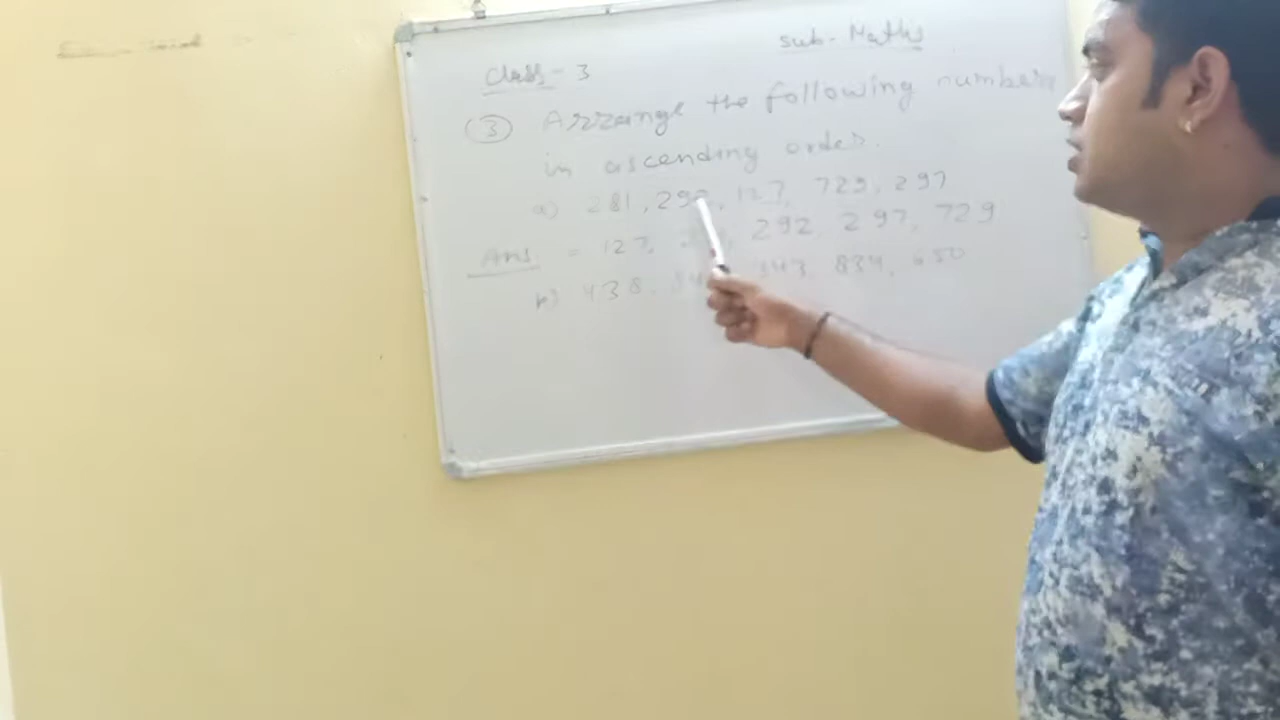 sub-Maths
Class-3
(3) Arrange the following numbers
in ascending order.
a) 281, 292, 127, 729, 297
Ans = 127, 292, 297, 729
b) 438, 343, 834,